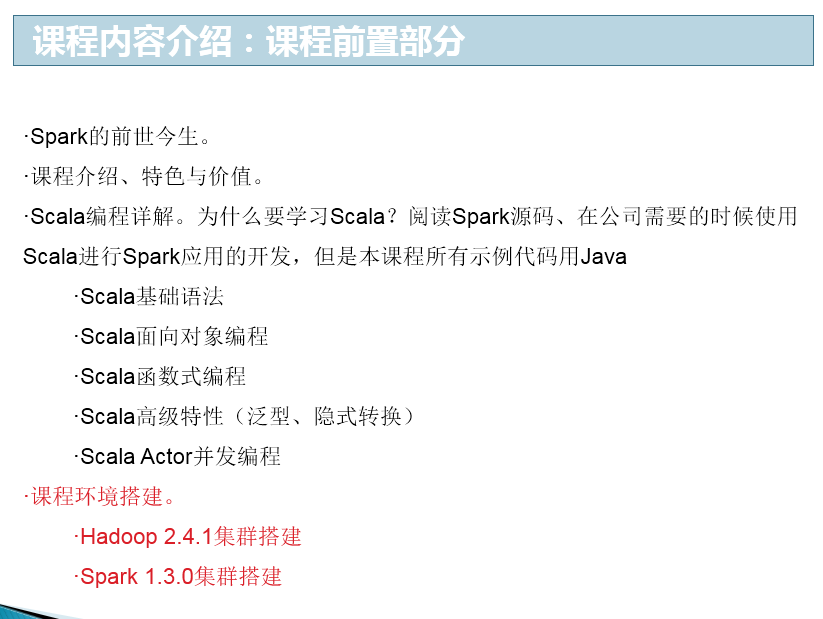 课程内容介绍：课程前置部分
·Spark的前世今生。
·课程介绍、特色与价值。
·Scala编程详解。为什么要学习Scala？阅读Spark源码、在公司需要的时候使用
Scala进行Spark应用的开发，但是本课程所有示例代码用Java
·Scala基础语法
·Scala面向对象编程
·Scala函数式编程
·Scala高级特性（泛型、隐式转换）
·Scala Actor并发编程
·课程环境搭建。
·Hadoop 2.4.1集群搭建
·Spark 1.3.0集群搭建